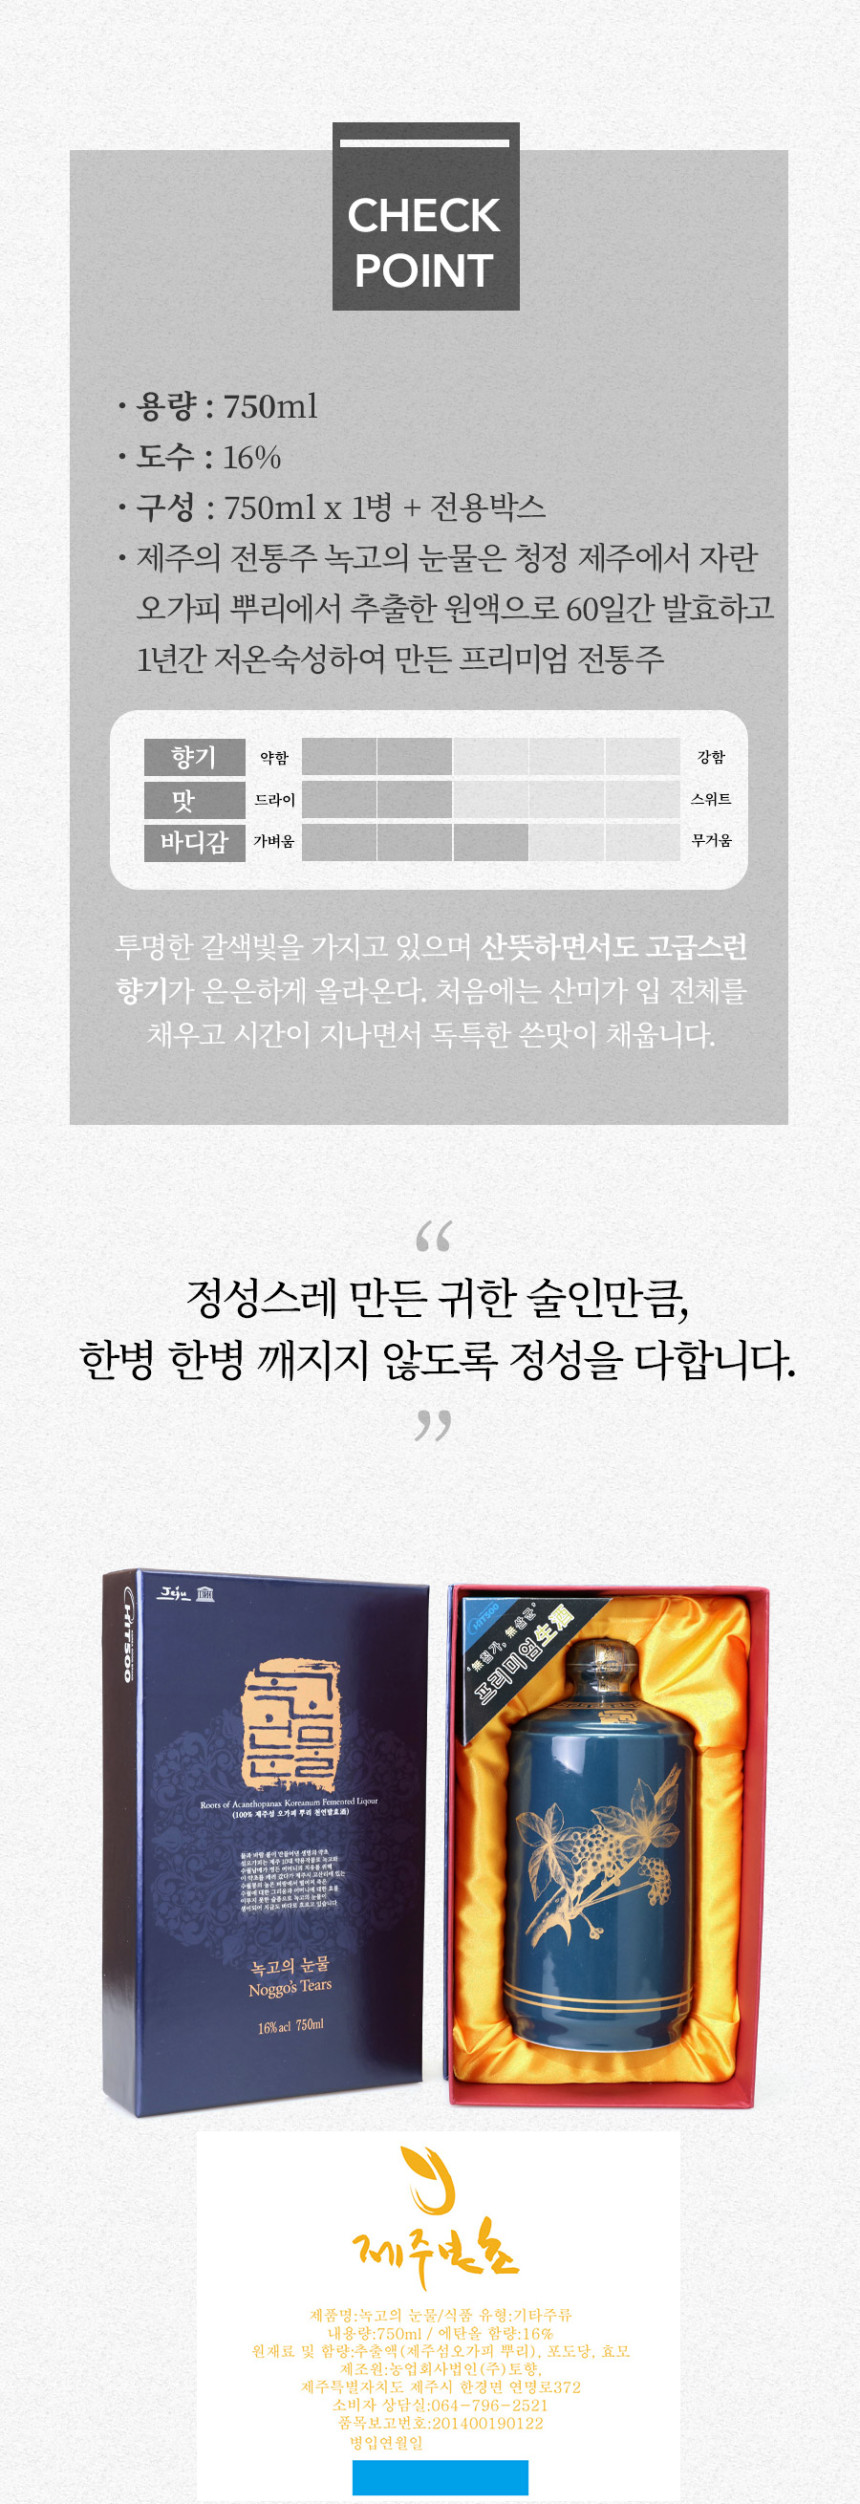 CHECK
POINT
· 용량 : 750ml
· 도수 : 16%
· 구성 : 750ml x 1병 + 전용박스
· 제주의 전통주 녹고의 눈물은 청정 제주에서 자란
오가피 뿌리에서 추출한 원액으로 60일간 발효하고
1년간 저온숙성하여 만든 프리미엄 전통주
향기 약함 강함
맛 드라이 스위트
바디감 가벼움 무거움
투명한 갈색빛을 가지고 있으며 산뜻하면서도 고급스런
향기가 은은하게 올라온다. 처음에는 산미가 입 전체를
채우고 시간이 지나면서 독특한 쓴맛이 채웁니다.
“
정성스레 만든 귀한 술인만큼,
한병 한병 깨지지 않도록 정성을 다합니다.
”
Jeju
HITSOO
녹고의 눈물
Roots of Acanthopanax Koreanum Femented Liqour
(100% 제주섬 오가피 뿌리 천연발효酒)
녹고의 눈물
Noggo's Tears
16% acl 750ml
HITSOO
'無첨가, 無살균'
프리미엄 生酒
제주본초
제품명:녹고의 눈물/식품 유형:기타주류
내용량:750ml / 에탄올 함량:16%
원재료 및 함량:추출액(제주섬오가피 뿌리), 포도당, 효모
제조원:농업회사법인(주)토향,
제주특별자치도 제주시 한경면 연명로372
소비자 상담실:064-796-2521
품목보고번호:201400190122
병입연월일